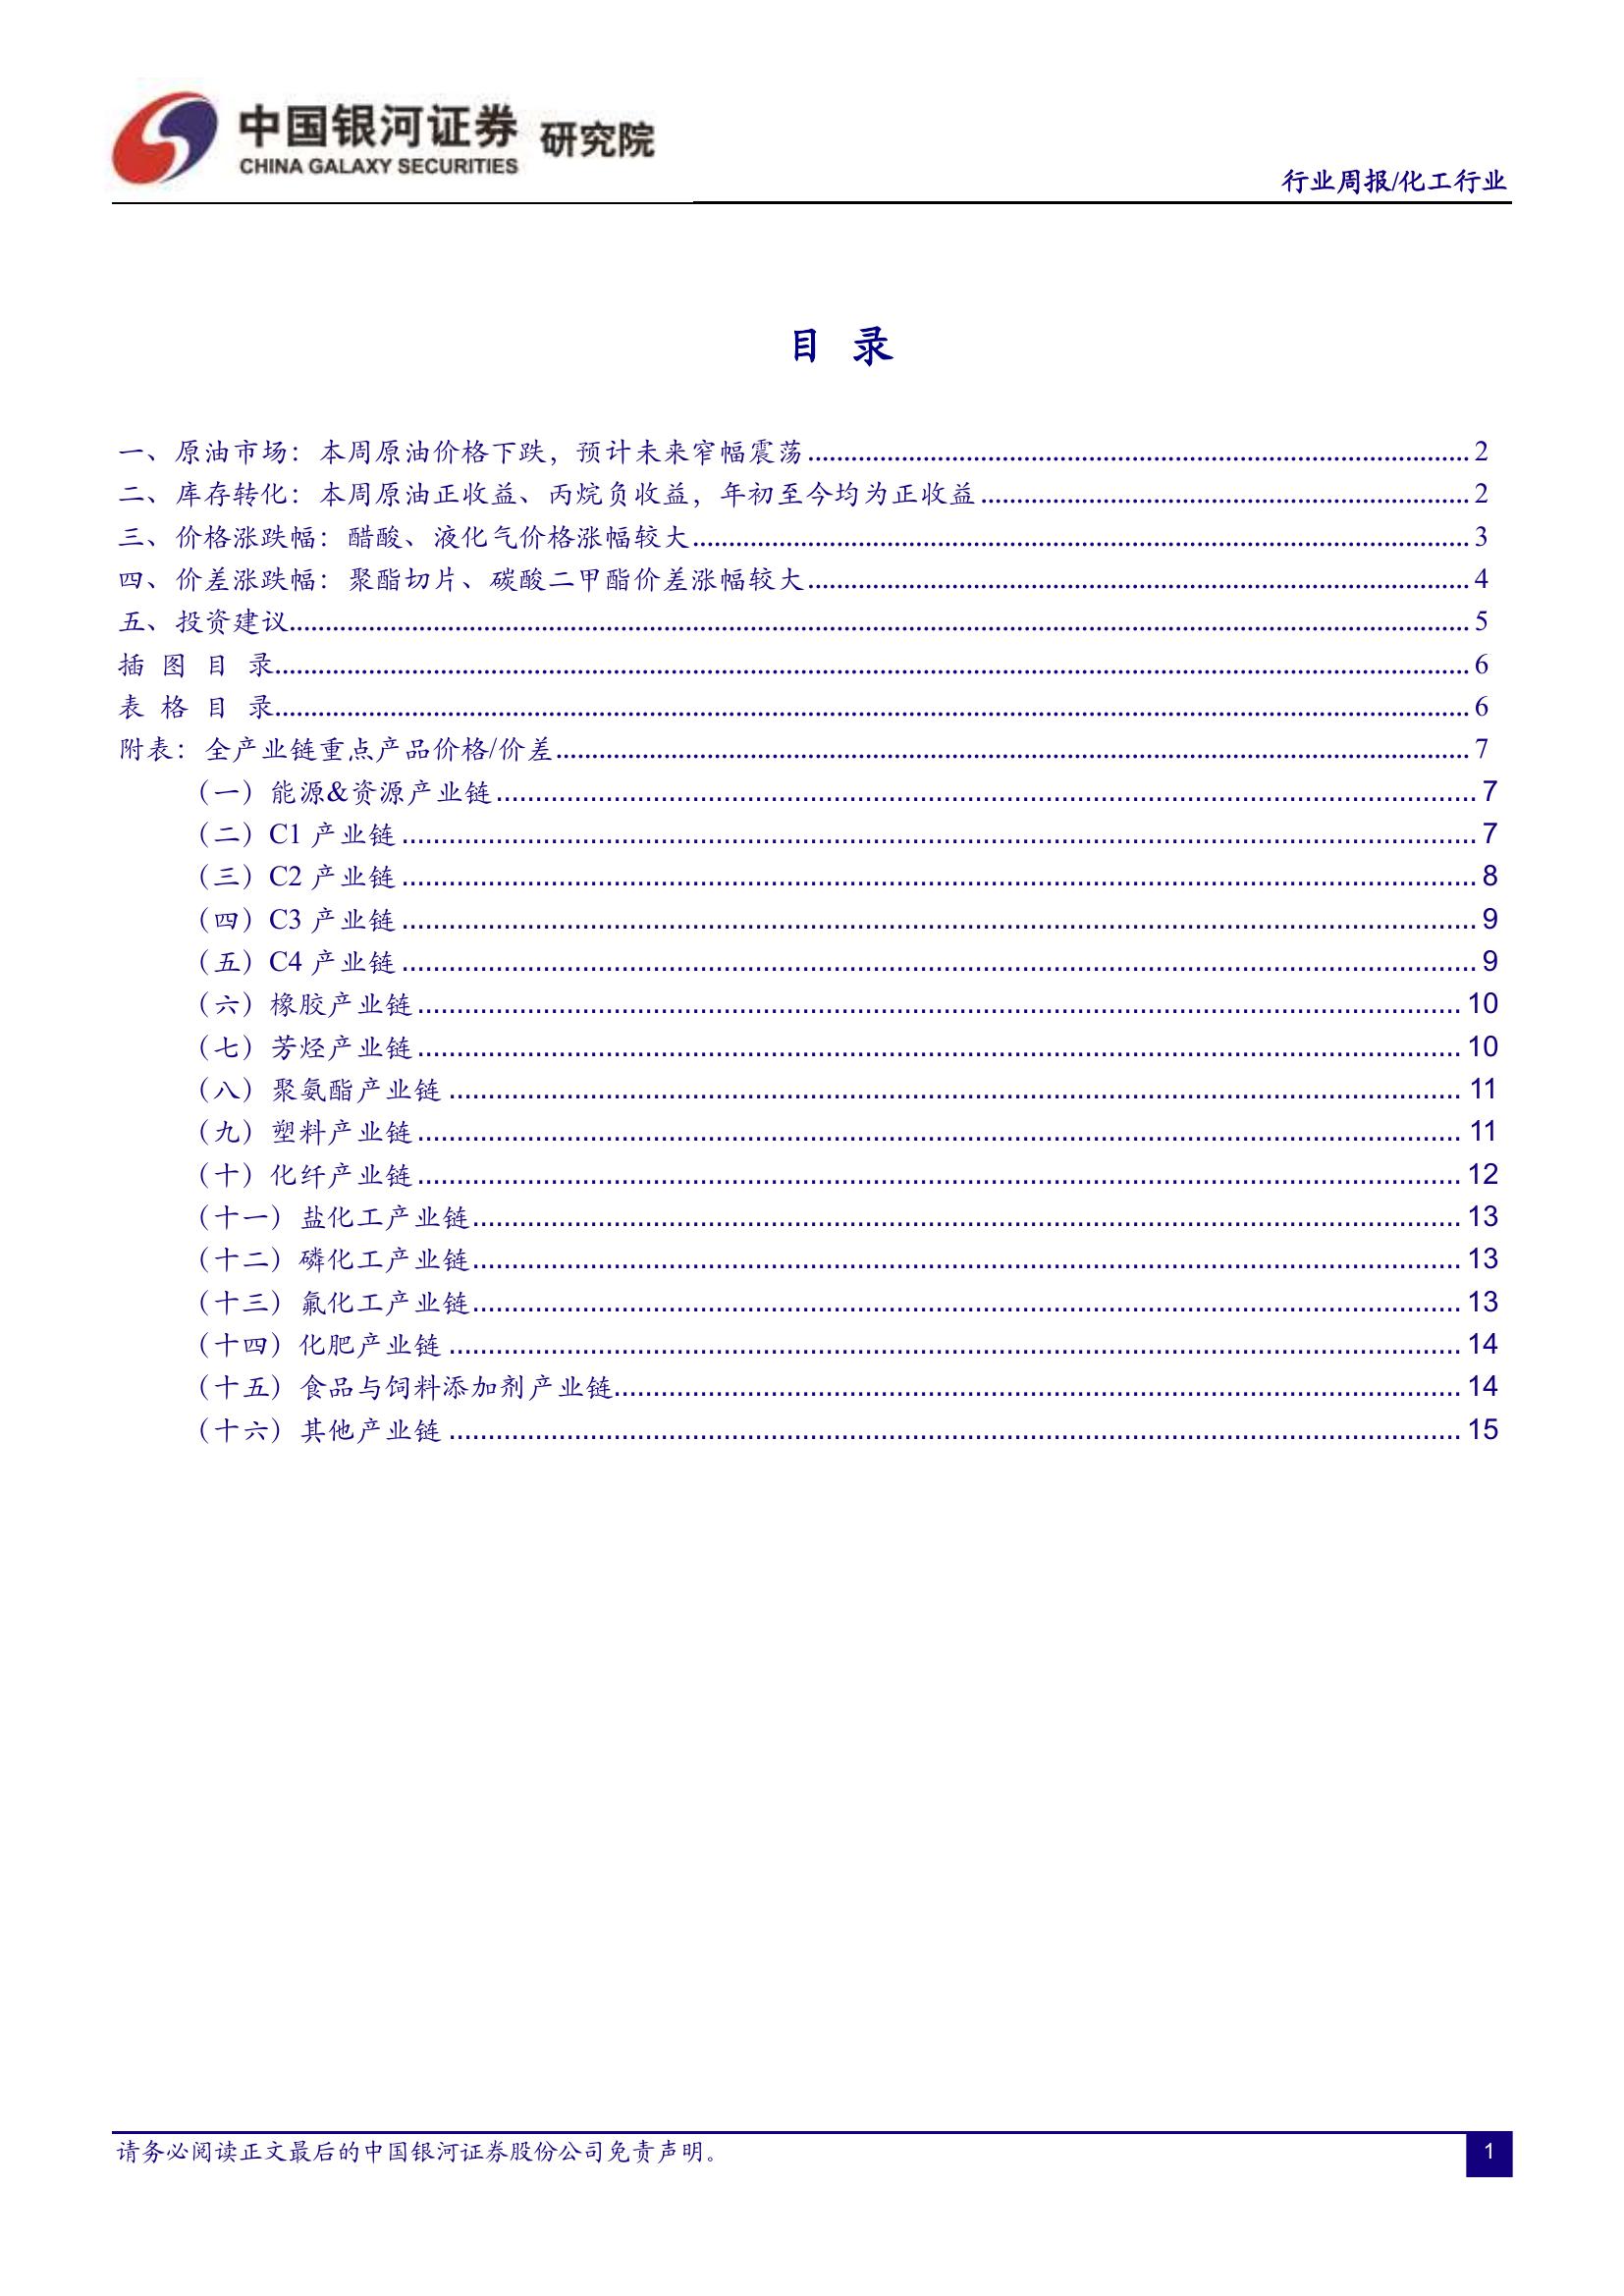 中国银河证券 研究院
CHINA GALAXY SECURITIES
行业周报/化工行业
目 录
一、原油市场：本周原油价格下跌，预计未来窄幅震荡 2
二、库存转化：本周原油正收益、丙烷负收益，年初至今均为正收益 2
三、价格涨跌幅：醋酸、液化气价格涨幅较大 3
四、价差涨跌幅：聚酯切片、碳酸二甲酯价差涨幅较大 4
五、投资建议 5
插 图 目 录 6
表 格 目 录 6
附表：全产业链重点产品价格/价差 7
（一）能源&资源产业链 7
（二）C1 产业链 7
（三）C2 产业链 8
（四）C3 产业链 9
（五）C4 产业链 9
（六）橡胶产业链 10
（七）芳烃产业链 10
（八）聚氨酯产业链 11
（九）塑料产业链 11
（十）化纤产业链 12
（十一）盐化工产业链 13
（十二）磷化工产业链 13
（十三）氟化工产业链 13
（十四）化肥产业链 14
（十五）食品与饲料添加剂产业链 14
（十六）其他产业链 15
请务必阅读正文最后的中国银河证券股份公司免责声明。
1